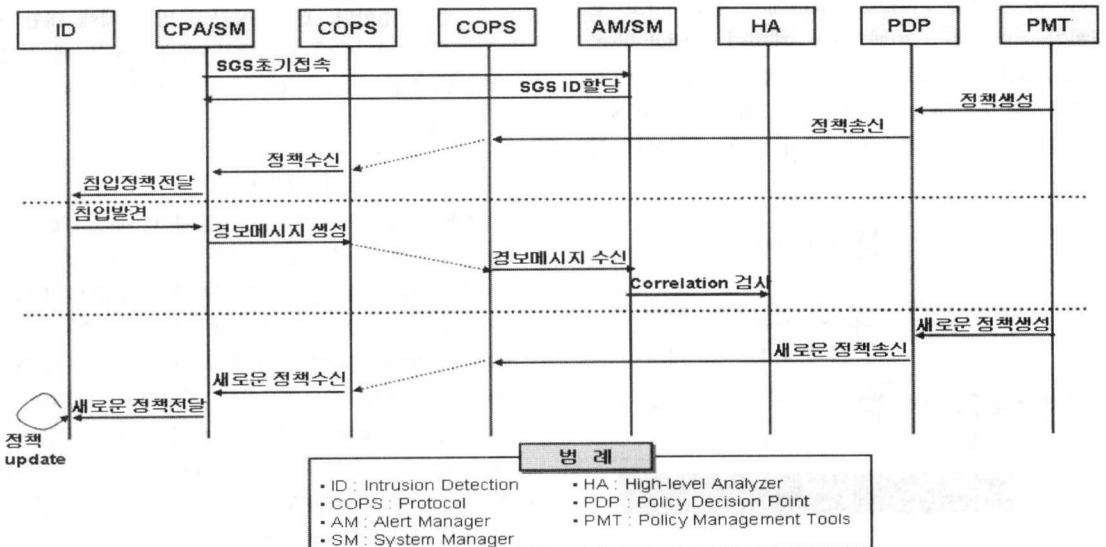 ID CPA/SM COPS COPS AM/SM HA PDP PMT
SGS초기접속
SGS ID할당
정책생성
정책송신
정책수신
침입정책전달
침입발견
경보메시지 생성
경보메시지 수신
Correlation 검사
새로운 정책생성
새로운 정책송신
새로운 정책수신
새로운 정책전달
정책
update
범 례
▪ ID : Intrusion Detection ▪ HA : High-level Analyzer
▪ COPS : Protocol ▪ PDP : Policy Decision Point
▪ AM : Alert Manager ▪ PMT : Policy Management Tools
▪ SM : System Manager